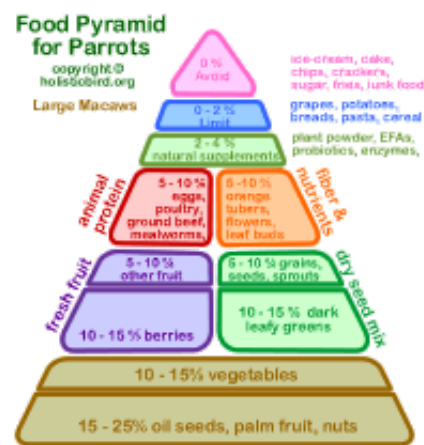 Food Pyramid
for Parrots
copyright ©
holisticbird.org
Large Macaws
0 %
Avoid
ice-cream, cake,
chips, crackers,
sugar, fries, junk food
0 - 2 %
Limit
grapes, potatoes,
breads, pasta, cereal
2 - 4 %
natural supplements
plant powder, EFAs,
probiotics, enzymes,
animal
protein
5 - 10 %
eggs,
poultry,
ground beef,
mealworms,
5 -10 %
orange
tubers,
flowers,
leaf buds
fiber &
nutrients
fresh fruit
5 - 10 %
other fruit
5 - 10 % grains,
seeds, sprouts
dry seed mix
10 - 15 % berries
10 - 15 % dark
leafy greens
10 - 15% vegetables
15 - 25% oil seeds, palm fruit, nuts